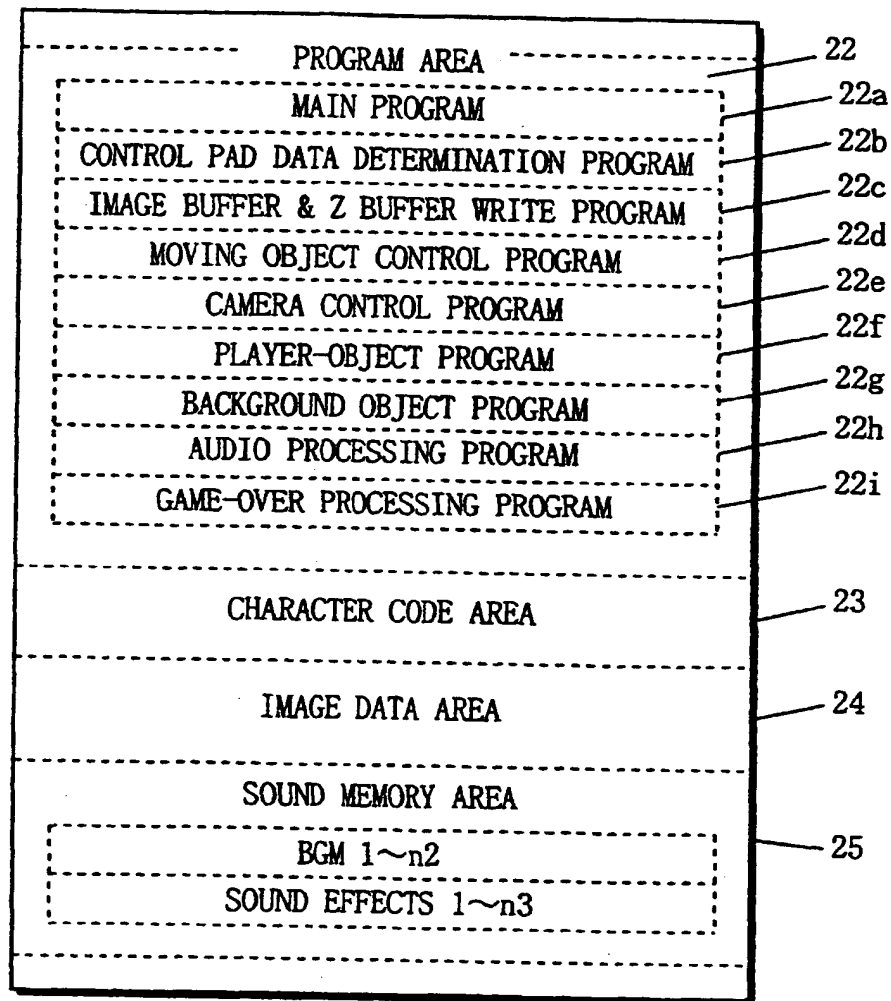 PROGRAM AREA 22
MAIN PROGRAM 22a
CONTROL PAD DATA DETERMINATION PROGRAM 22b
IMAGE BUFFER & Z BUFFER WRITE PROGRAM 22c
MOVING OBJECT CONTROL PROGRAM 22d
CAMERA CONTROL PROGRAM 22e
PLAYER-OBJECT PROGRAM 22f
BACKGROUND OBJECT PROGRAM 22g
AUDIO PROCESSING PROGRAM 22h
GAME-OVER PROCESSING PROGRAM 22i
CHARACTER CODE AREA 23
IMAGE DATA AREA 24
SOUND MEMORY AREA
BGM 1~n2 25
SOUND EFFECTS 1~n3